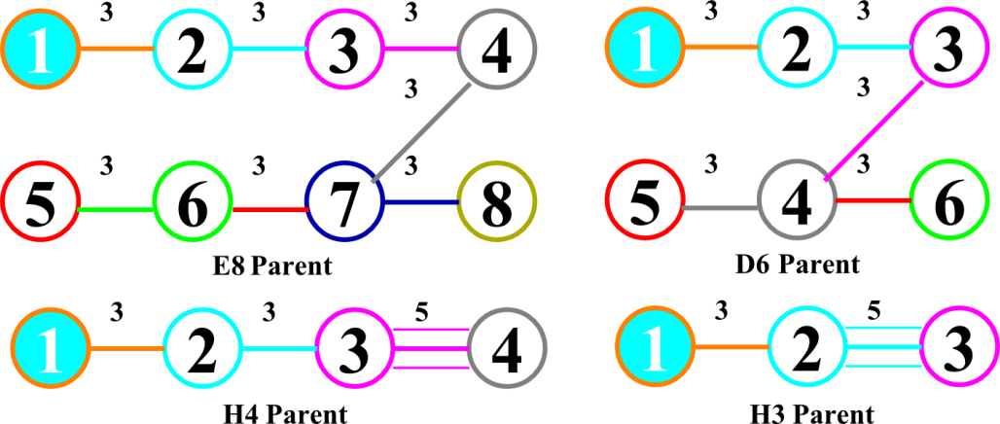 3 3 3
1 2 3 4
3
3 3 3
5 6 7 8
E8 Parent
3 3
1 2 3
3
3 3
5 4 6
D6 Parent
3 3 5
1 2 3 4
H4 Parent
3 5
1 2 3
H3 Parent